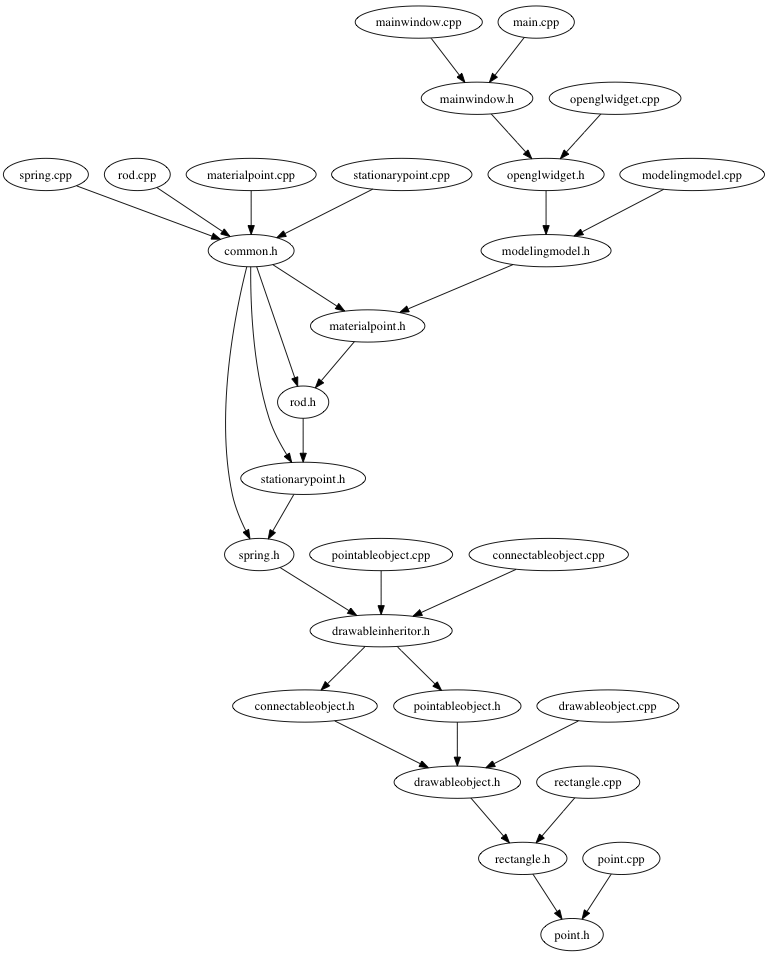 mainwindow.cpp
main.cpp
mainwindow.h
openglwidget.cpp
spring.cpp
rod.cpp
materialpoint.cpp
stationarypoint.cpp
openglwidget.h
modelingmodel.cpp
common.h
modelingmodel.h
materialpoint.h
rod.h
stationarypoint.h
spring.h
pointableobject.cpp
connectableobject.cpp
drawableinheritor.h
connectableobject.h
pointableobject.h
drawableobject.cpp
drawableobject.h
rectangle.cpp
rectangle.h
point.cpp
point.h